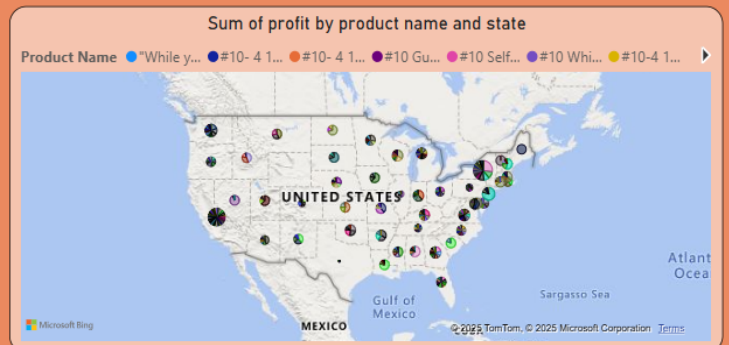 Sum of profit by product name and state
Product Name "While y... #10- 4 1... #10- 4 1... #10 Gu... #10 Self... #10 Whi... #10-4 1...
UNITED STATES
Atlant
Ocea
Gulf of
Mexico
Sargasso Sea
Microsoft Bing
MEXICO
CUBA
© 2025 TomTom, © 2025 Microsoft Corporation Terms